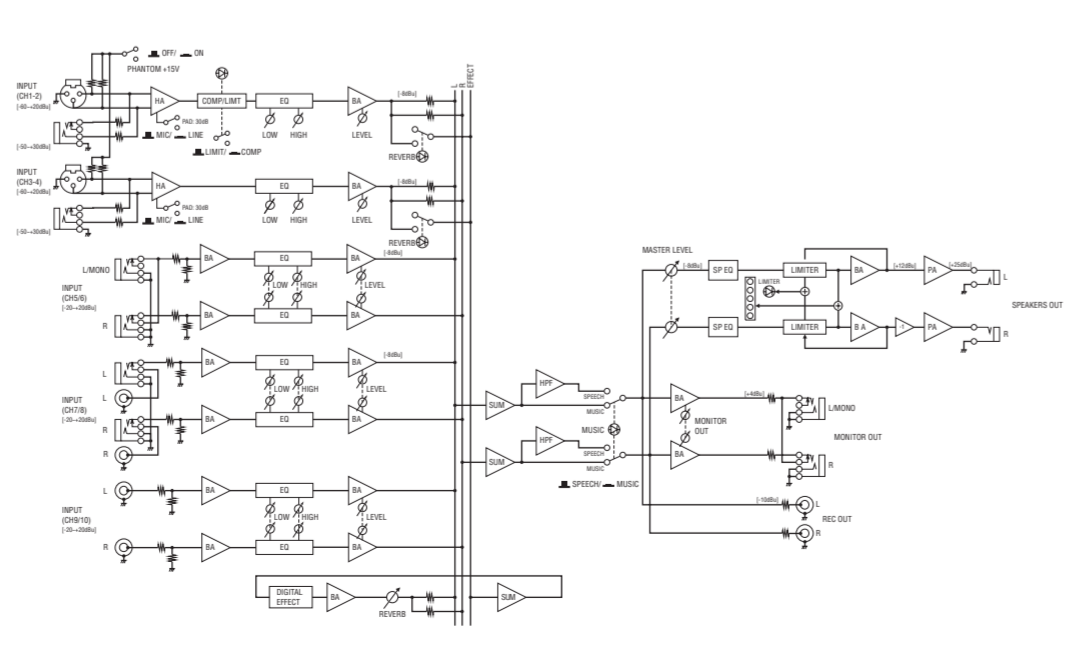 OFF/ ON
PHANTOM +15V
INPUT
(CH1-2)
[-60~+20dBu]
HA
COMP/LIMT
EQ
BA
[-8dBu]
L
R
EFFECT
PAD: 30dB
MIC/ LINE
LOW
HIGH
LEVEL
[-50~+30dBu]
LIMIT/ COMP
REVERB
INPUT
(CH3-4)
[-60~+20dBu]
HA
EQ
BA
[-8dBu]
PAD: 30dB
MIC/ LINE
LOW
HIGH
LEVEL
[-50~+30dBu]
REVERB
L/MONO
BA
EQ
BA
[-8dBu]
INPUT
(CH5/6)
[-20~+20dBu]
LOW
HIGH
LEVEL
R
BA
EQ
BA
L
BA
EQ
BA
[-8dBu]
L
INPUT
(CH7/8)
[-20~+20dBu]
LOW
HIGH
LEVEL
R
BA
EQ
BA
R
L
BA
EQ
BA
INPUT
(CH9/10)
[-20~+20dBu]
LOW
HIGH
LEVEL
R
BA
EQ
BA
DIGITAL
EFFECT
BA
REVERB
SUM
SUM
HPF
SPEECH
MUSIC
MUSIC
SUM
HPF
SPEECH
MUSIC
SPEECH/ MUSIC
MASTER LEVEL
[-8dBu]
SP EQ
LIMITER
BA
[+12dBu]
PA
[+25dBu]
L
LIMITER
SPEAKERS OUT
SP EQ
LIMITER
B A
-1
PA
R
BA
[+4dBu]
L/MONO
MONITOR
OUT
MONITOR OUT
BA
R
[-10dBu]
L
REC OUT
R